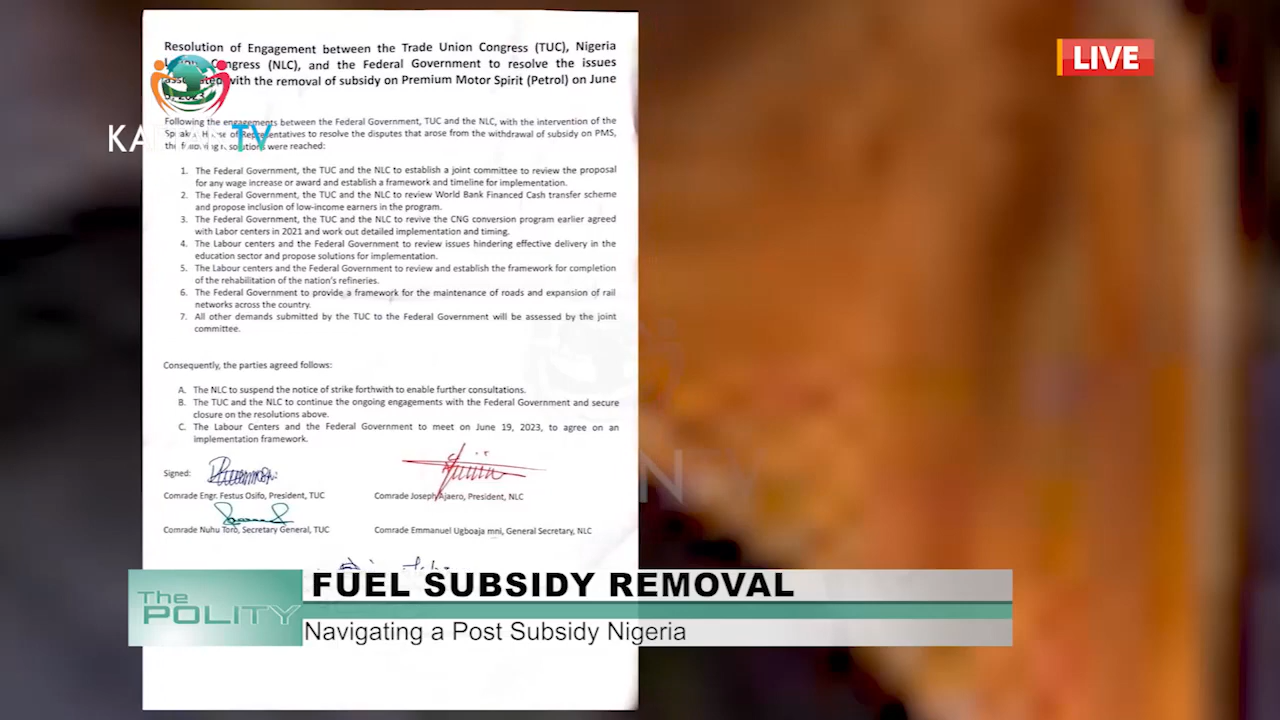 Resolution of Engagement between the Trade Union Congress (TUC), Nigeria
Congress (NLC), and the Federal Government to resolve the issues
with the removal of subsidy on Premium Motor Spirit (Petrol) on June
2023
Following the engagements between the Federal Government, TUC and the NLC, with the intervention of the
House of Representatives to resolve the disputes that arose from the withdrawal of subsidy on PMS,
were reached:
1. The Federal Government, the TUC and the NLC to establish a joint committee to review the proposal
for any wage increase or award and establish a framework and timeline for implementation.
2. The Federal Government, the TUC and the NLC to review World Bank Financed Cash transfer scheme
and propose inclusion of low-income earners in the program.
3. The Federal Government, the TUC and the NLC to revive the CNG conversion program earlier agreed
with Labor centers in 2021 and work out detailed implementation and timing.
4. The Labour centers and the Federal Government to review issues hindering effective delivery in the
education sector and propose solutions for implementation.
5. The Labour centers and the Federal Government to review and establish the framework for completion
of the rehabilitation of the nation's refineries.
6. The Federal Government to provide a framework for the maintenance of roads and expansion of rail
networks across the country.
7. All other demands submitted by the TUC to the Federal Government will be assessed by the joint
committee.
Consequently, the parties agreed follows:
A. The NLC to suspend the notice of strike forthwith to enable further consultations.
B. The TUC and the NLC to continue the ongoing engagements with the Federal Government and secure
closure on the resolutions above.
C. The Labour Centers and the Federal Government to meet on June 19, 2023, to agree on an
implementation framework.
Signed:
Comrade Engr. Festus Osifo, President, TUC
Comrade Joseph Ajaero, President, NLC
Comrade Nuhu Toro, Secretary General, TUC
Comrade Emmanuel Ugboaja mni, General Secretary, NLC
TV
LIVE
The
POLITY
FUEL SUBSIDY REMOVAL
Navigating a Post Subsidy Nigeria